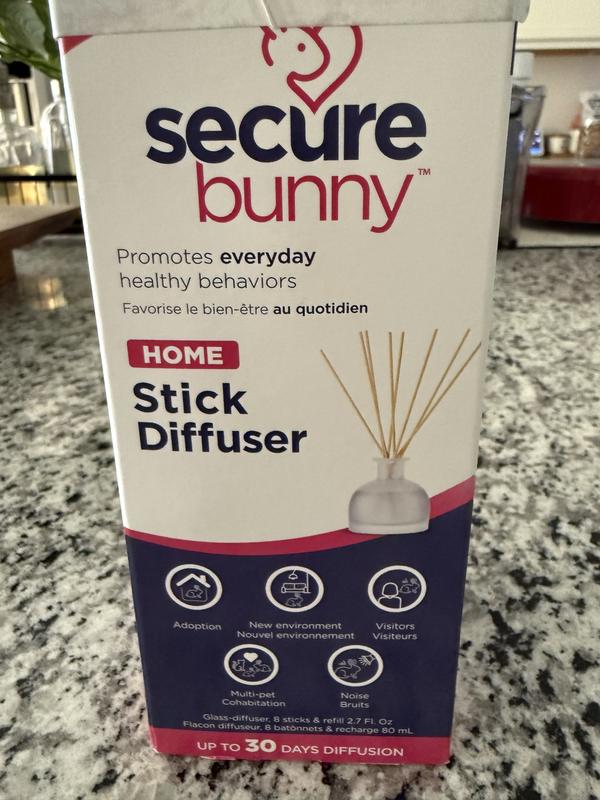 secure
bunny™
Promotes everyday
healthy behaviors
Favorise le bien-être au quotidien
HOME
Stick
Diffuser
Adoption
New environment
Nouvel environnement
Visitors
Visiteurs
Multi-pet
Cohabitation
Noise
Bruits
Glass-diffuser, 8 sticks & refill 2.7 Fl. Oz
Flacon diffuseur, 8 batônnets & recharge 80 mL
UP TO 30 DAYS DIFFUSION